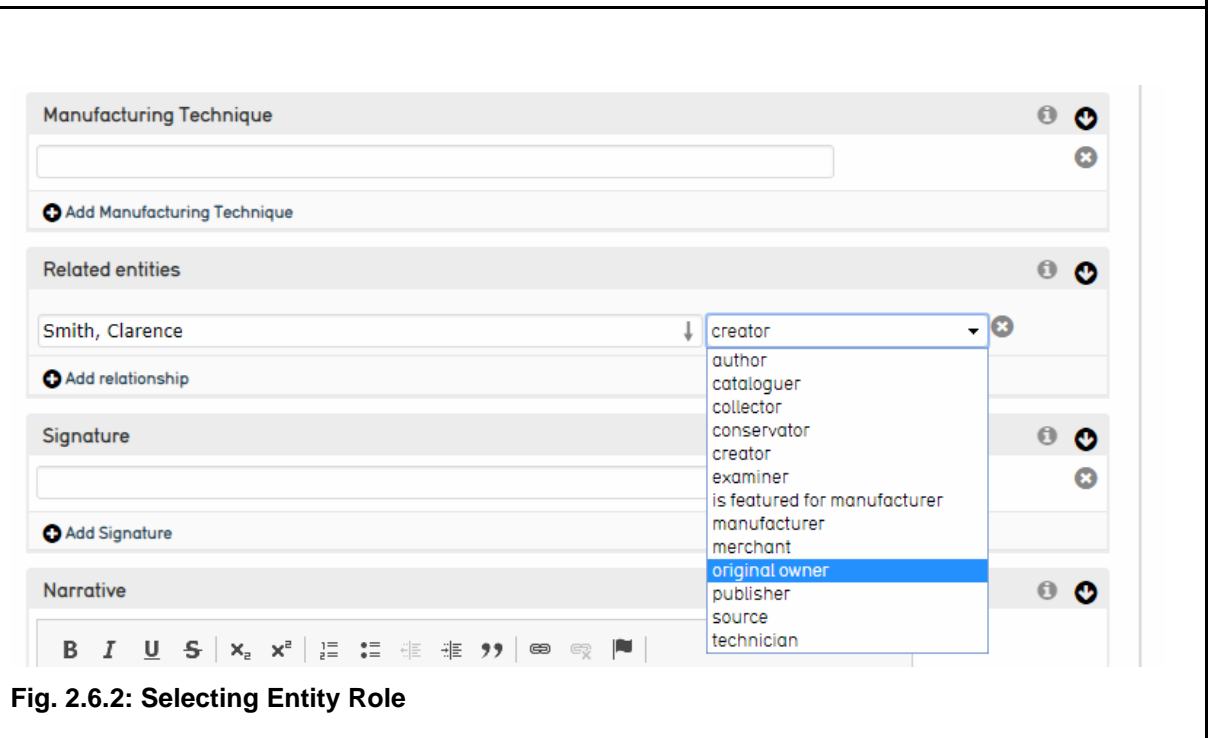 Manufacturing Technique
Add Manufacturing Technique
Related entities
Smith, Clarence
creator
author
cataloguer
collector
conservator
creator
examiner
is featured for manufacturer
manufacturer
merchant
original owner
publisher
source
technician
Add relationship
Signature
Add Signature
Narrative
B I U S x₂ x²
Fig. 2.6.2: Selecting Entity Role